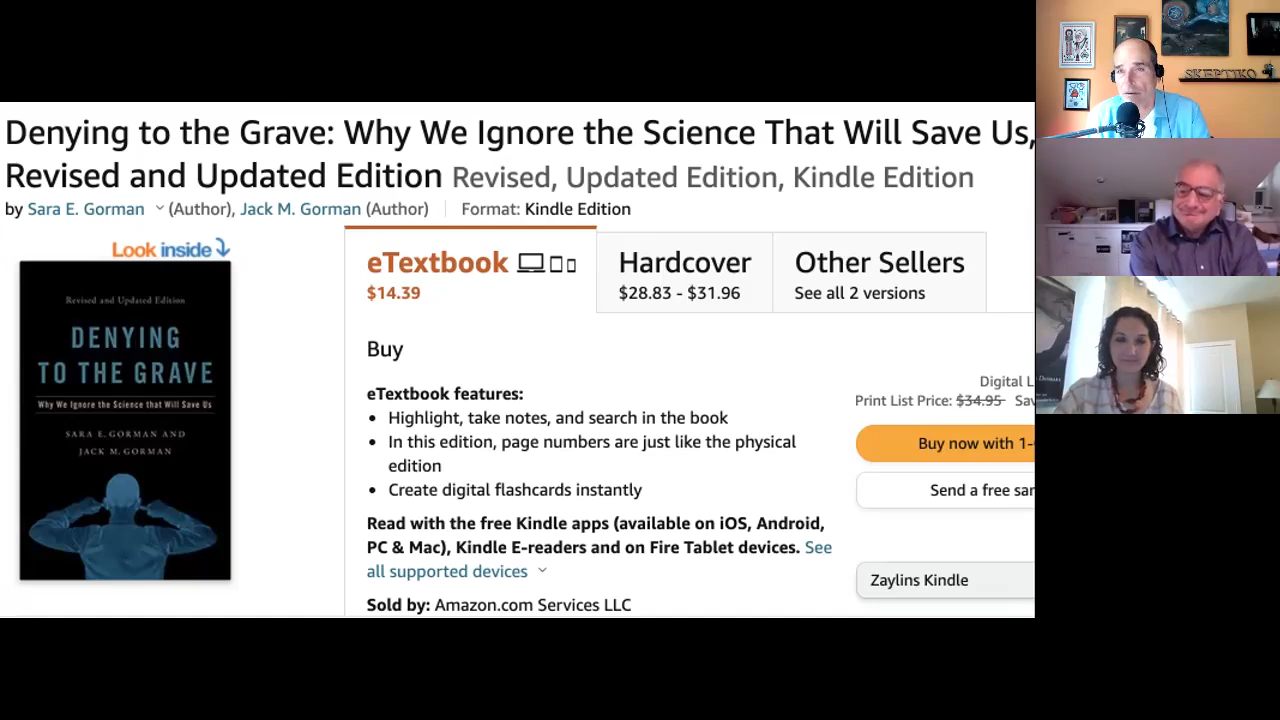 Denying to the Grave: Why We Ignore the Science That Will Save Us,
Revised and Updated Edition Revised, Updated Edition, Kindle Edition
by Sara E. Gorman (Author), Jack M. Gorman (Author) Format: Kindle Edition
Look inside
Revised and Updated Edition
DENYING
TO THE GRAVE
Why We Ignore the Science that Will Save Us
SARA E. GORMAN AND
JACK M. GORMAN
eTextbook
$14.39
Hardcover
$28.83 - $31.96
Other Sellers
See all 2 versions
Buy
eTextbook features:
• Highlight, take notes, and search in the book
• In this edition, page numbers are just like the physical
edition
• Create digital flashcards instantly
Read with the free Kindle apps (available on iOS, Android,
PC & Mac), Kindle E-readers and on Fire Tablet devices. See
all supported devices
Sold by: Amazon.com Services LLC
Digital L
Print List Price: $34.95 Sav
Buy now with 1-
Send a free sar
Zaylins Kindle
SKEPTIKO